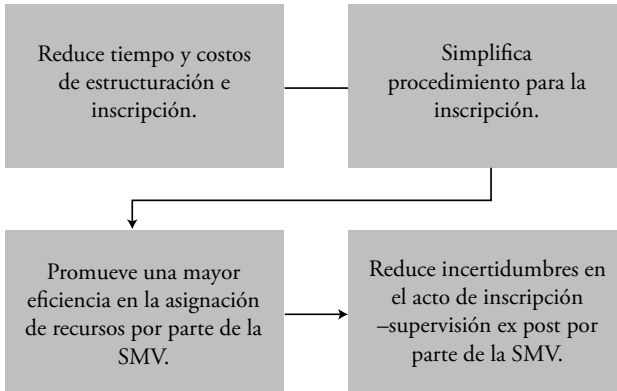 Reduce tiempo y costos
de estructuración e
inscripción.
Simplifica
procedimiento para la
inscripción.
Promueve una mayor
eficiencia en la asignación
de recursos por parte de la
SMV.
Reduce incertidumbres en
el acto de inscripción
–supervisión ex post por
parte de la SMV.